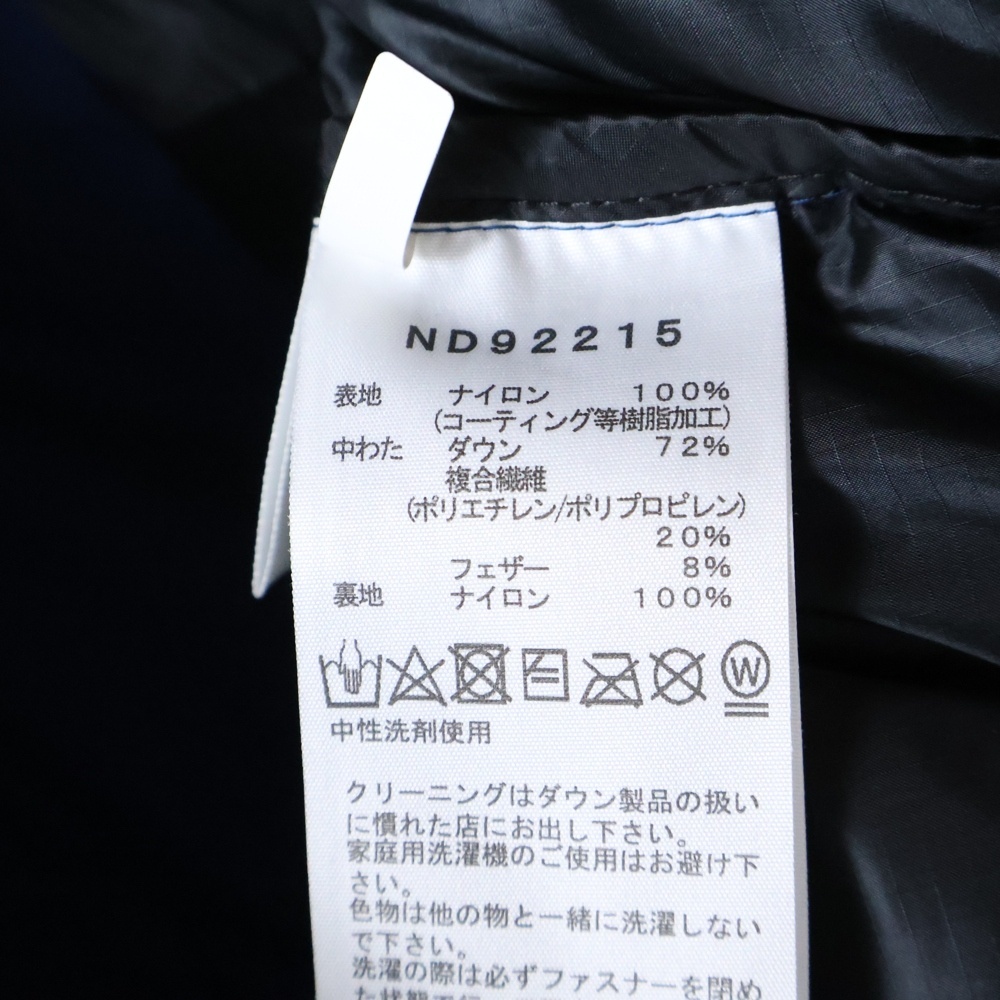 ND92215
表地 ナイロン 100%
(コーティング等樹脂加工)
中わた ダウン 72%
複合繊維
(ポリエチレン/ポリプロピレン)
20%
フェザー 8%
裏地 ナイロン 100%
W
中性洗剤使用
クリーニングはダウン製品の扱い
に慣れた店にお出し下さい。
家庭用洗濯機のご使用はお避け下
さい。
色物は他の物と一緒に洗濯しない
で下さい。
洗濯の際は必ずファスナーを閉め
た状態で